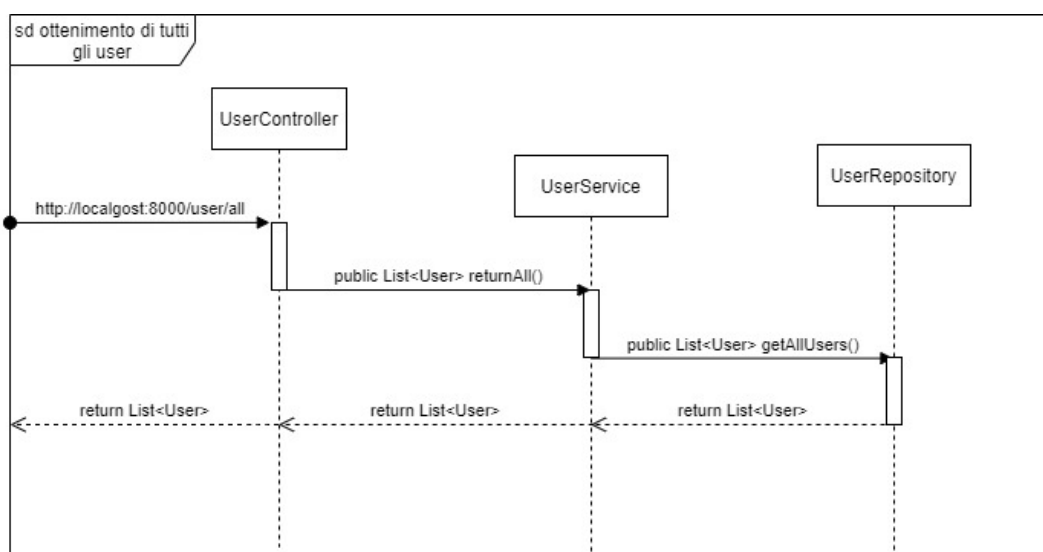 sd ottenimento di tutti
gli user
UserController
UserService
UserRepository
http://localgost:8000/user/all
public List<User> returnAll()
public List<User> getAllUsers()
return List<User>
return List<User>
return List<User>